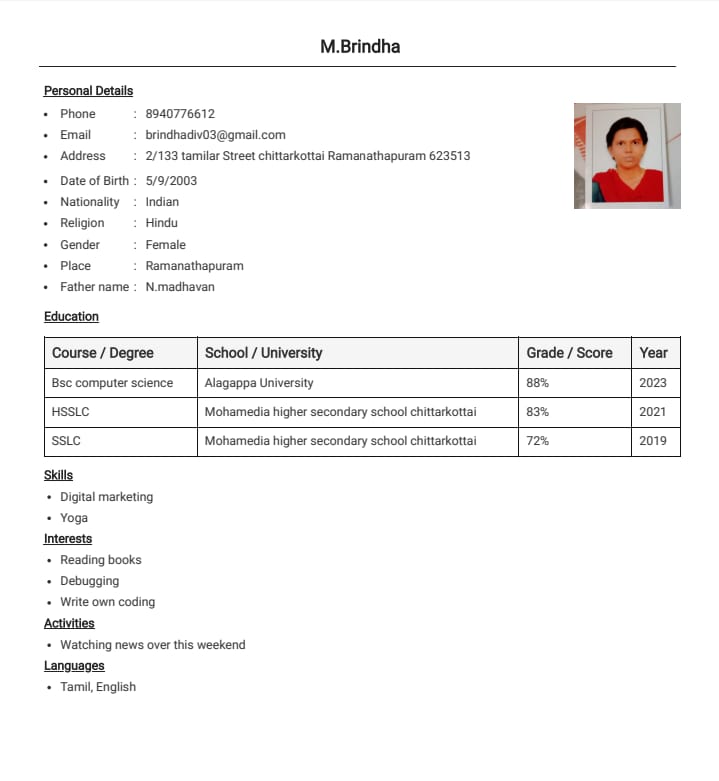 M.Brindha
Personal Details
• Phone : 8940776612
• Email : brindhadiv03@gmail.com
• Address : 2/133 tamilar Street chittarkottai Ramanathapuram 623513
• Date of Birth : 5/9/2003
• Nationality : Indian
• Religion : Hindu
• Gender : Female
• Place : Ramanathapuram
• Father name : N.madhavan
Education
Course / Degree School / University Grade / Score Year
Bsc computer science Alagappa University 88% 2023
HSSLC Mohamedia higher secondary school chittarkottai 83% 2021
SSLC Mohamedia higher secondary school chittarkottai 72% 2019
Skills
• Digital marketing
• Yoga
Interests
• Reading books
• Debugging
• Write own coding
Activities
• Watching news over this weekend
Languages
• Tamil, English